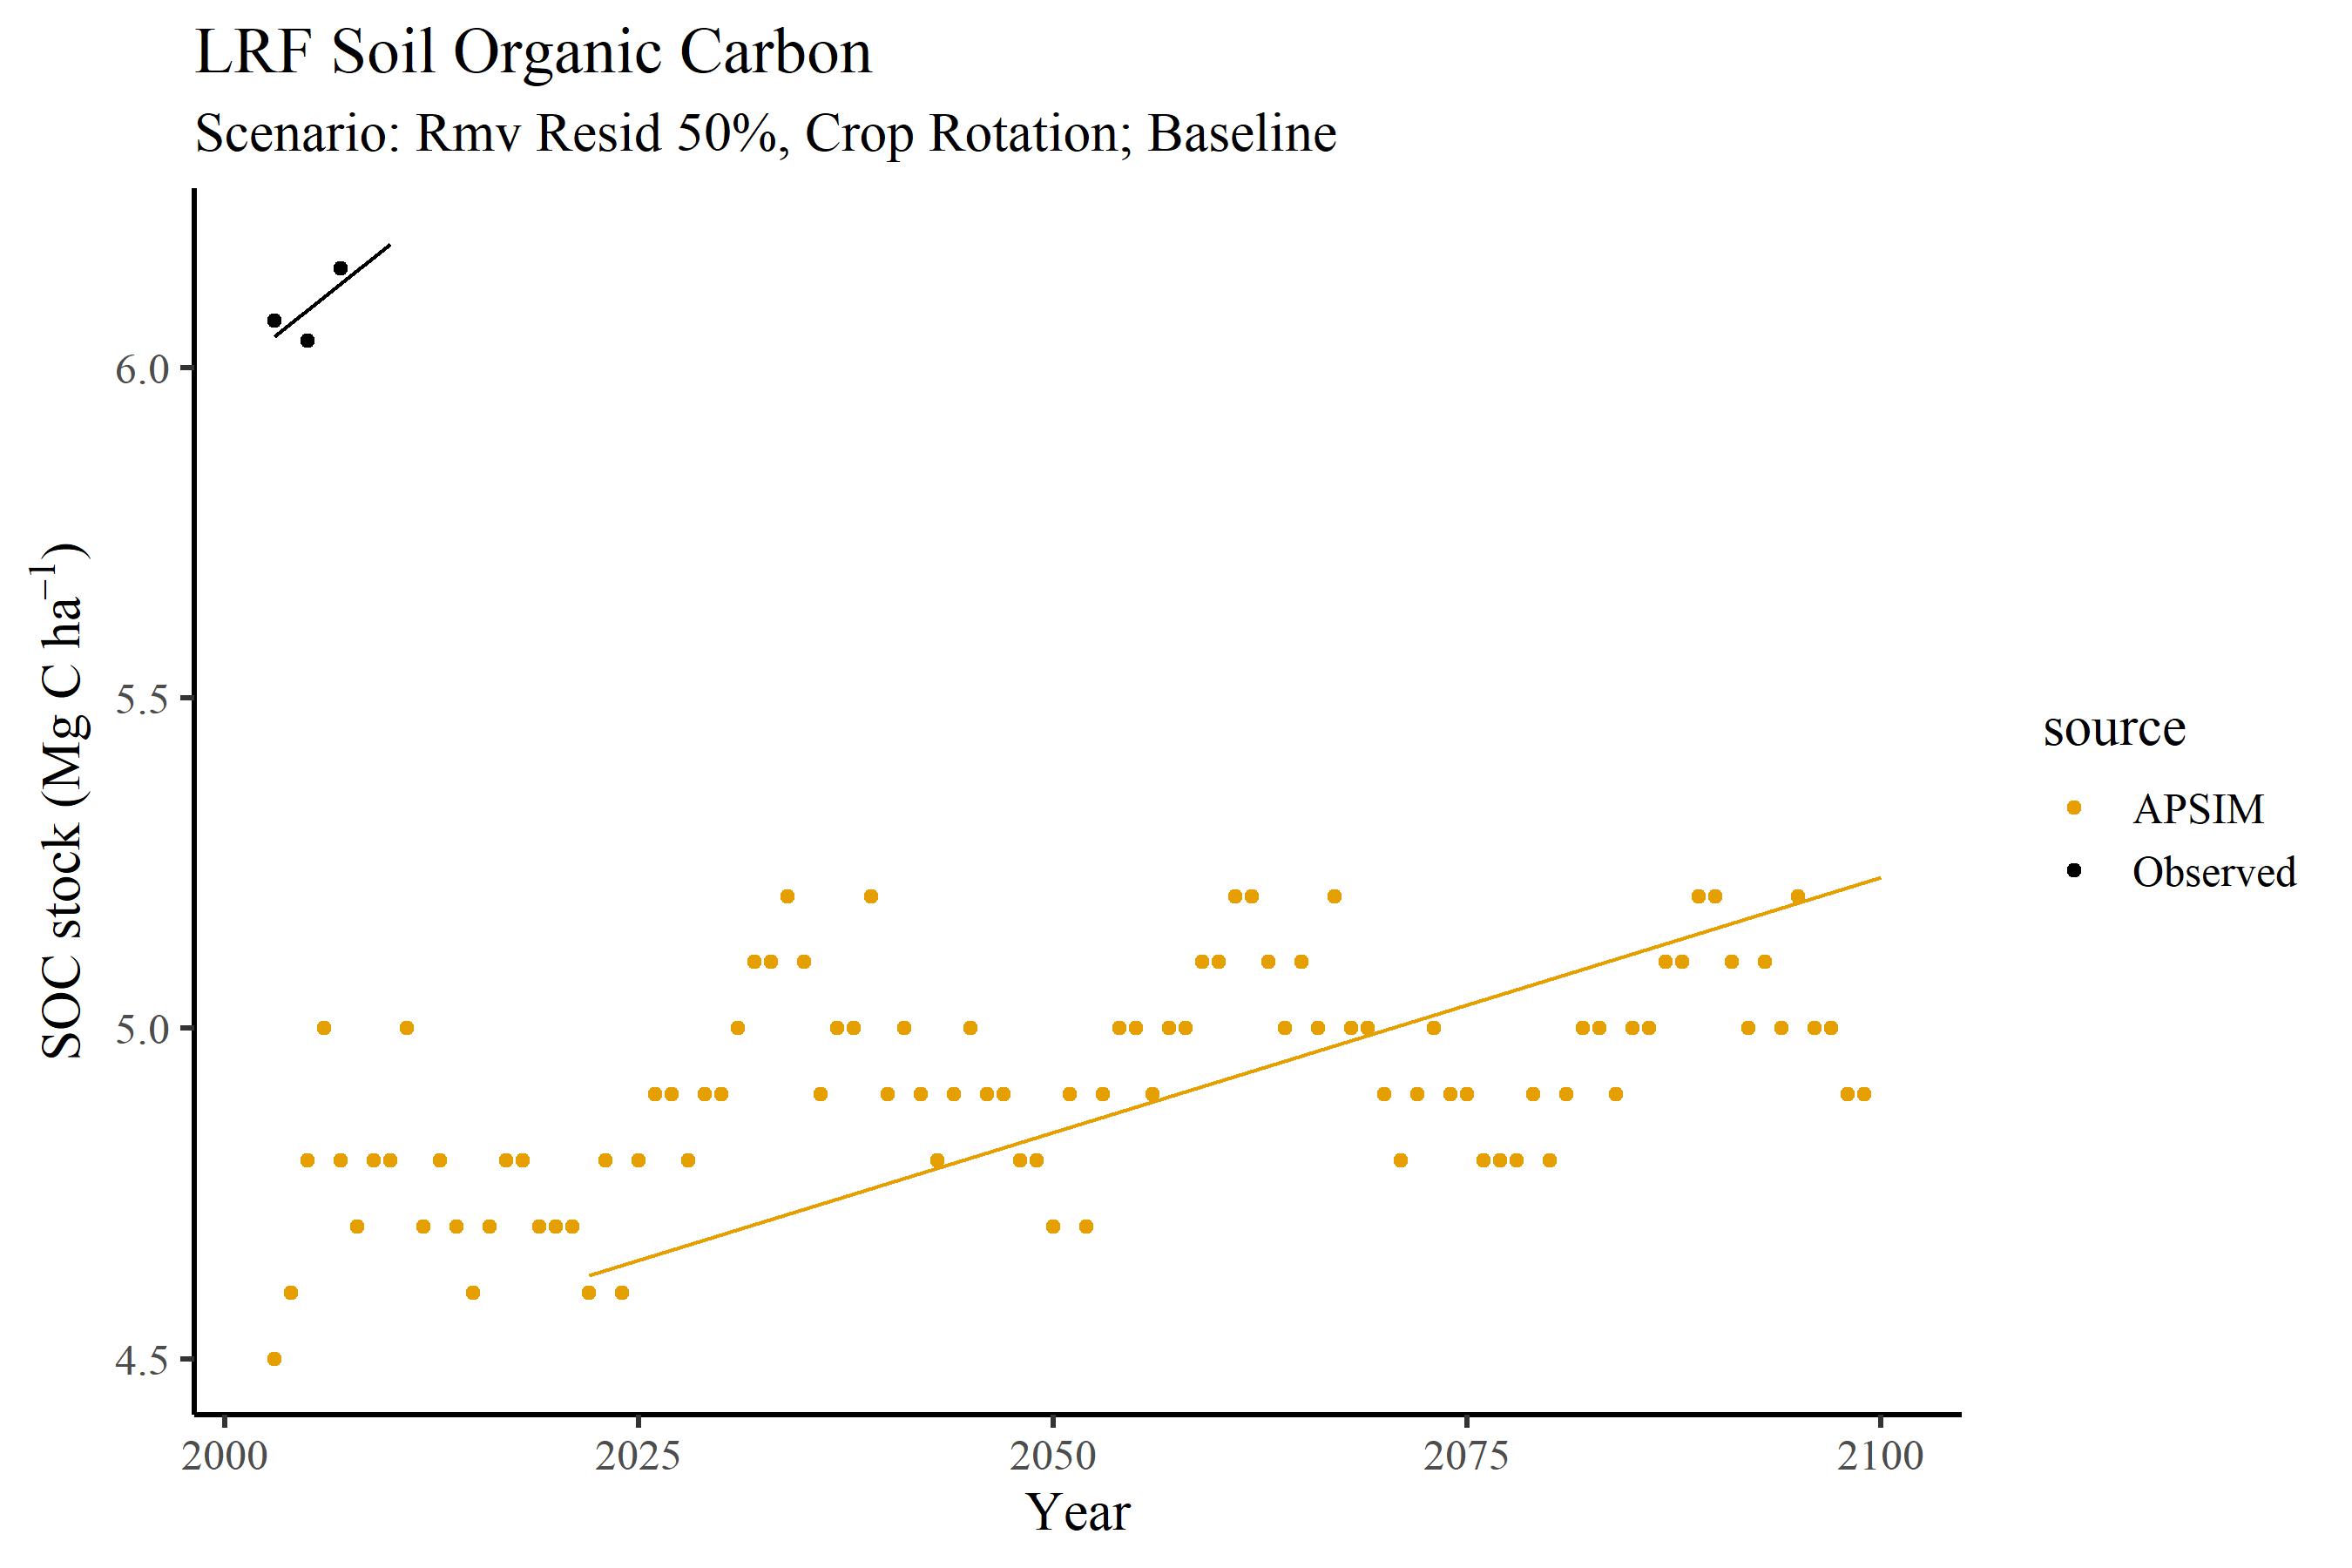 LRF Soil Organic Carbon
Scenario: Rmv Resid 50%, Crop Rotation; Baseline
SOC stock (Mg C ha⁻¹)
6.0
5.5
5.0
4.5
2000 2025 2050 2075 2100
Year
source
APSIM
Observed